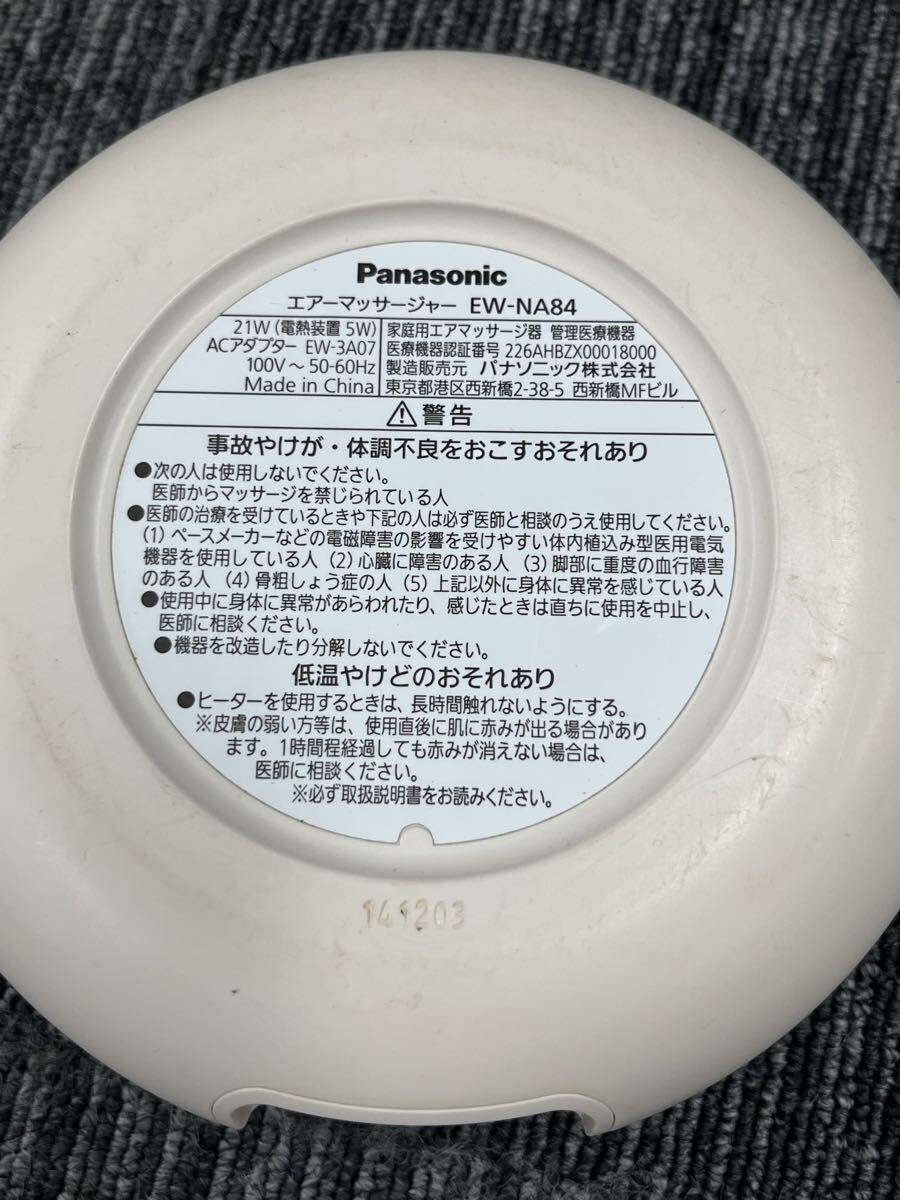 Panasonic
エアーマッサージャー EW-NA84
21W(電熱装置 5W)
ACアダプター EW-3A07
100V～50-60Hz
Made in China
家庭用エアマッサージ器 管理医療機器
医療機器認証番号 226AHBZX00018000
製造販売元 パナソニック株式会社
東京都港区西新橋2-38-5 西新橋MFビル
⚠警告
事故やけが・体調不良をおこすおそれあり
●次の人は使用しないでください。
医師からマッサージを禁じられている人
●医師の治療を受けているときや下記の人は必ず医師と相談のうえ使用してください。
(1) ペースメーカーなどの電磁障害の影響を受けやすい体内植込み型医用電気
機器を使用している人 (2) 心臓に障害のある人 (3) 脚部に重度の血行障害
のある人 (4) 骨粗しょう症の人 (5) 上記以外に身体に異常を感じている人
●使用中に身体に異常があらわれたり、感じたときは直ちに使用を中止し、
医師に相談ください。
●機器を改造したり分解しないでください。
低温やけどのおそれあり
●ヒーターを使用するときは、長時間触れないようにする。
※皮膚の弱い方等は、使用直後に肌に赤みが出る場合があり
ます。1時間程経過しても赤みが消えない場合は、
医師に相談ください。
※必ず取扱説明書をお読みください。
141203